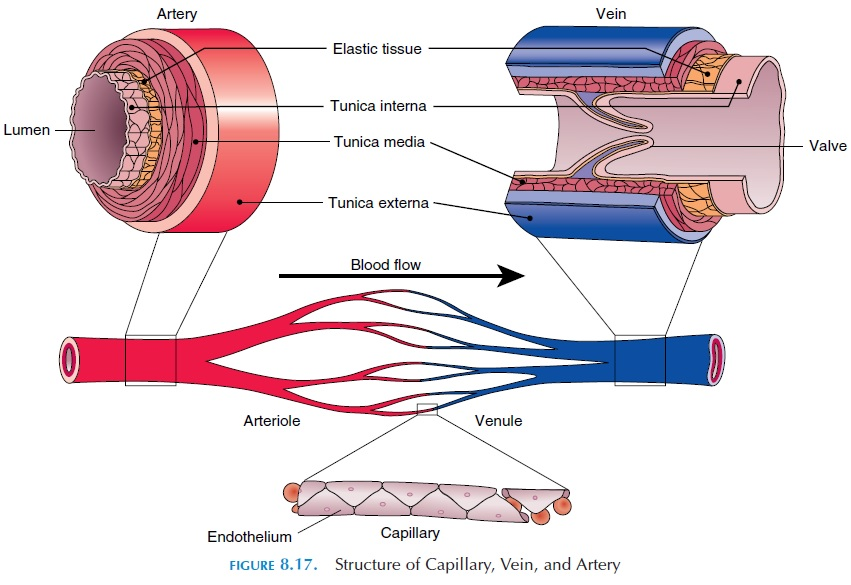 Artery
Vein
Elastic tissue
Tunica interna
Lumen
Tunica media
Valve
Tunica externa
Blood flow
Arteriole
Venule
Endothelium
Capillary
FIGURE 8.17. Structure of Capillary, Vein, and Artery